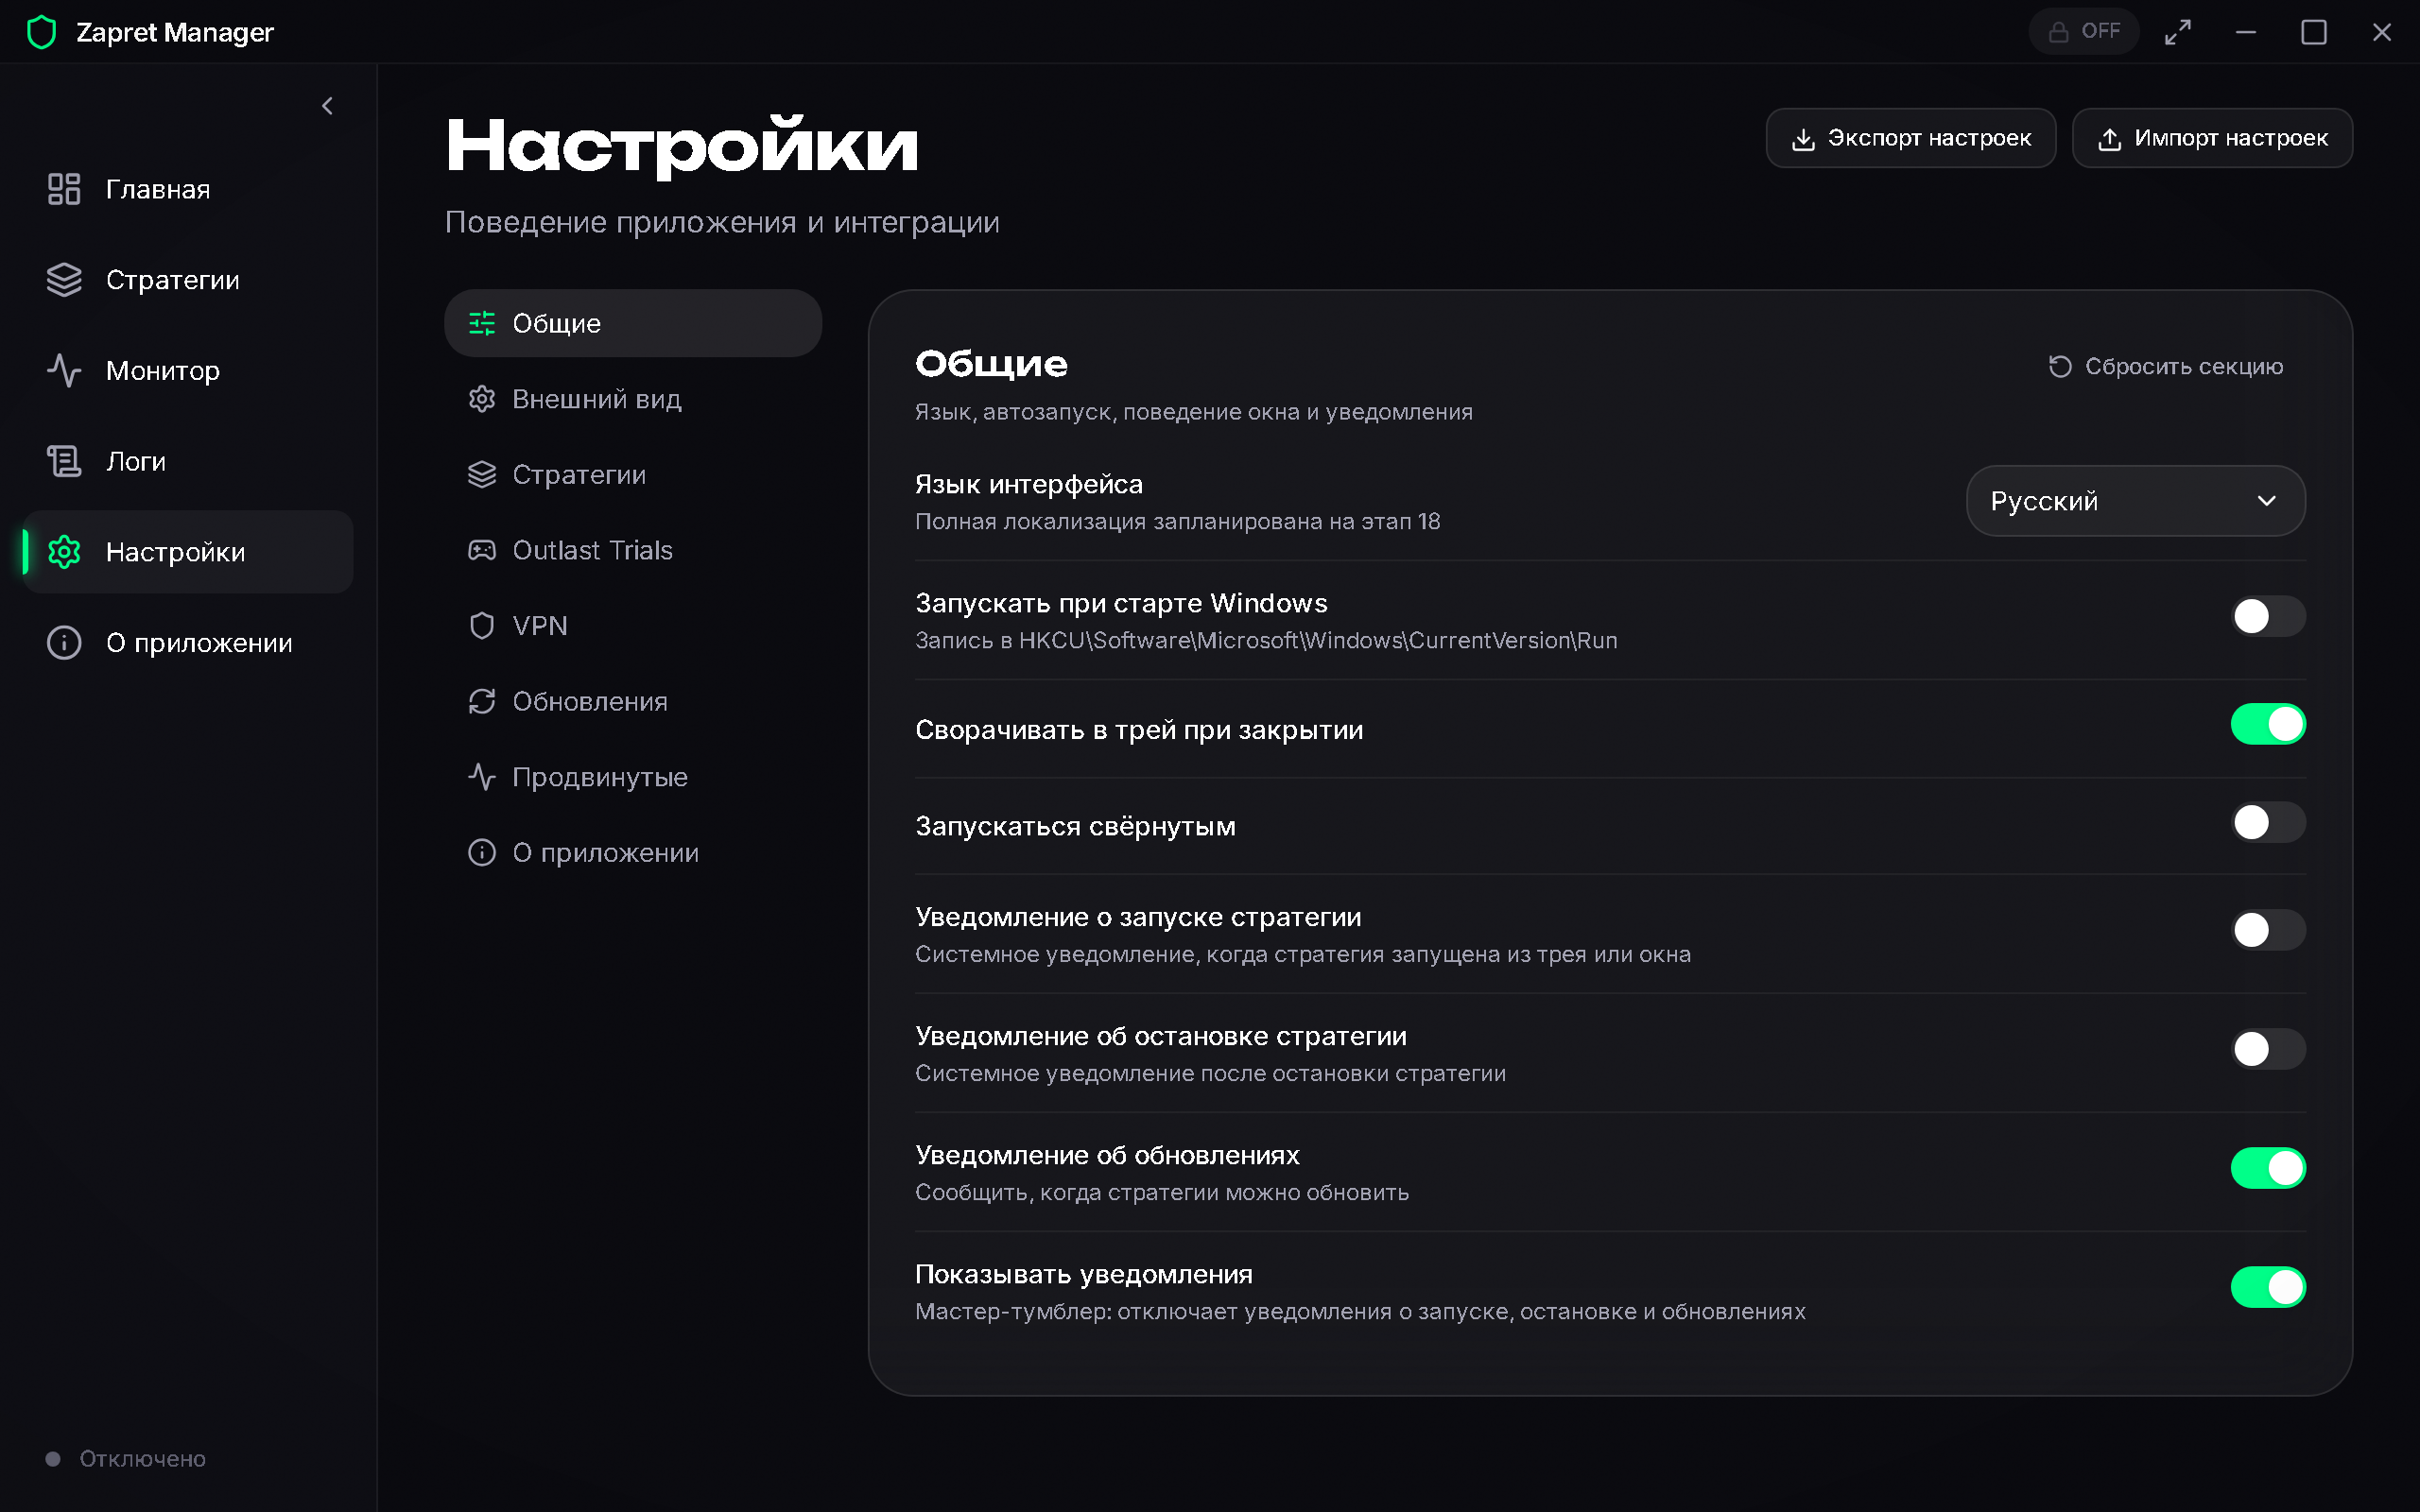 Zapret Manager
OFF
Главная
Стратегии
Монитор
Логи
Настройки
О приложении
Отключено
Настройки
Поведение приложения и интеграции
Экспорт настроек
Импорт настроек
Общие
Внешний вид
Стратегии
Outlast Trials
VPN
Обновления
Продвинутые
О приложении
Общие
Сбросить секцию
Язык, автозапуск, поведение окна и уведомления
Язык интерфейса
Полная локализация запланирована на этап 18
Русский
Запускать при старте Windows
Запись в HKCU\Software\Microsoft\Windows\CurrentVersion\Run
Сворачивать в трей при закрытии
Запускаться свёрнутым
Уведомление о запуске стратегии
Системное уведомление, когда стратегия запущена из трея или окна
Уведомление об остановке стратегии
Системное уведомление после остановки стратегии
Уведомление об обновлениях
Сообщить, когда стратегии можно обновить
Показывать уведомления
Мастер-тумблер: отключает уведомления о запуске, остановке и обновлениях